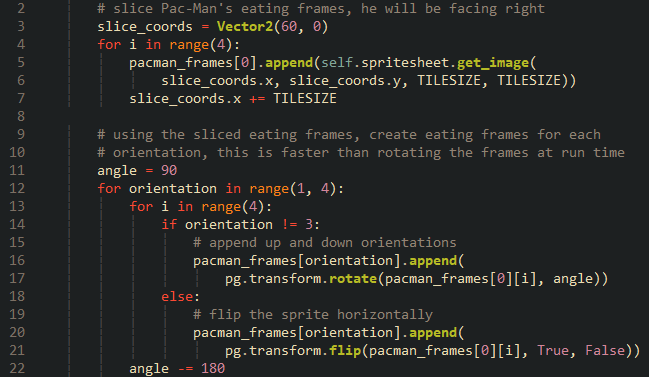 2 # slice Pac-Man's eating frames, he will be facing right
3 slice_coords = Vector2(60, 0)
4 for i in range(4):
5 pacman_frames[0].append(self.spritesheet.get_image(
6 slice_coords.x, slice_coords.y, TILESIZE, TILESIZE))
7 slice_coords.x += TILESIZE
8
9 # using the sliced eating frames, create eating frames for each
10 # orientation, this is faster than rotating the frames at run time
11 angle = 90
12 for orientation in range(1, 4):
13 for i in range(4):
14 if orientation != 3:
15 # append up and down orientations
16 pacman_frames[orientation].append(
17 pg.transform.rotate(pacman_frames[0][i], angle))
18 else:
19 # flip the sprite horizontally
20 pacman_frames[orientation].append(
21 pg.transform.flip(pacman_frames[0][i], True, False))
22 angle -= 180